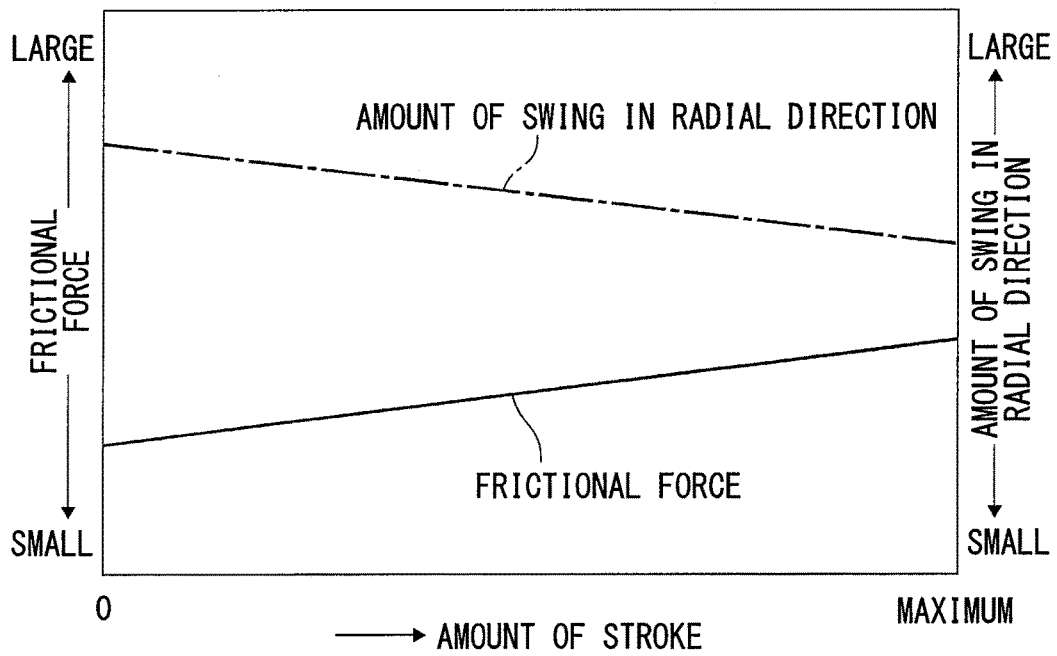 LARGE
LARGE
AMOUNT OF SWING IN RADIAL DIRECTION
FRICTIONAL
FORCE
AMOUNT OF SWING IN
RADIAL DIRECTION
FRICTIONAL FORCE
SMALL
SMALL
0
MAXIMUM
AMOUNT OF STROKE